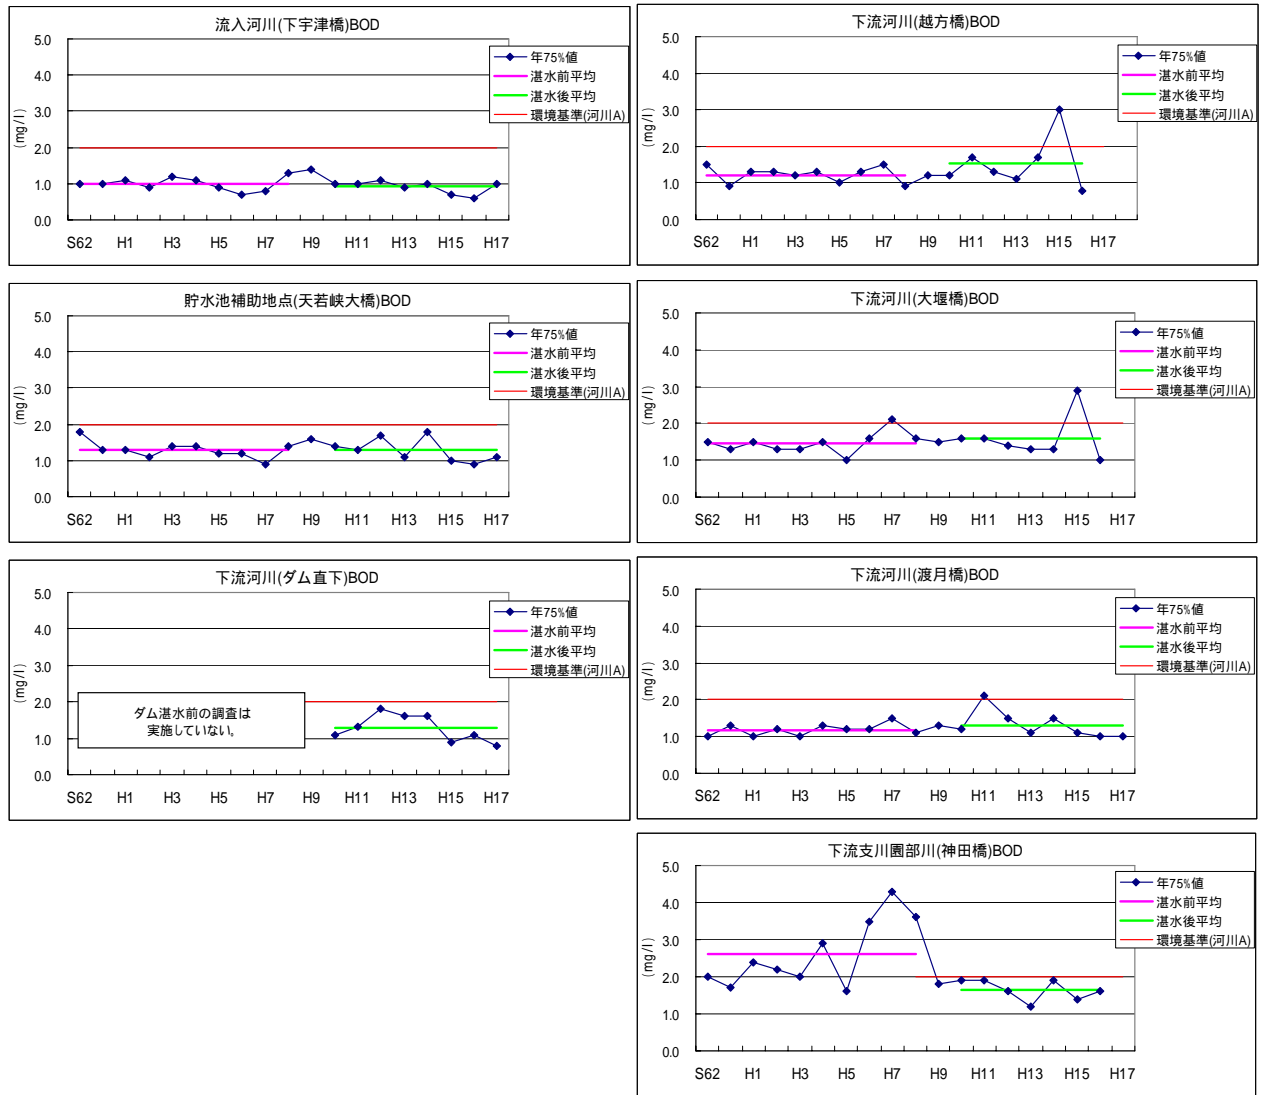 流入河川(下宇津橋)BOD
5.0
4.0
3.0
2.0
1.0
0.0
(mg/l)
S62 H1 H3 H5 H7 H9 H11 H13 H15 H17
年75%値
湛水前平均
湛水後平均
環境基準(河川A)
下流河川(越方橋)BOD
5.0
4.0
3.0
2.0
1.0
0.0
(mg/l)
S62 H1 H3 H5 H7 H9 H11 H13 H15 H17
年75%値
湛水前平均
湛水後平均
環境基準(河川A)
貯水池補助地点(天若峡大橋)BOD
5.0
4.0
3.0
2.0
1.0
0.0
(mg/l)
S62 H1 H3 H5 H7 H9 H11 H13 H15 H17
年75%値
湛水前平均
湛水後平均
環境基準(河川A)
下流河川(大堰橋)BOD
5.0
4.0
3.0
2.0
1.0
0.0
(mg/l)
S62 H1 H3 H5 H7 H9 H11 H13 H15 H17
年75%値
湛水前平均
湛水後平均
環境基準(河川A)
下流河川(ダム直下)BOD
5.0
4.0
3.0
2.0
1.0
0.0
(mg/l)
ダム湛水前の調査は
実施していない。
S62 H1 H3 H5 H7 H9 H11 H13 H15 H17
年75%値
湛水前平均
湛水後平均
環境基準(河川A)
下流河川(渡月橋)BOD
5.0
4.0
3.0
2.0
1.0
0.0
(mg/l)
S62 H1 H3 H5 H7 H9 H11 H13 H15 H17
年75%値
湛水前平均
湛水後平均
環境基準(河川A)
下流支川園部川(神田橋)BOD
5.0
4.0
3.0
2.0
1.0
0.0
(mg/l)
S62 H1 H3 H5 H7 H9 H11 H13 H15 H17
年75%値
湛水前平均
湛水後平均
環境基準(河川A)